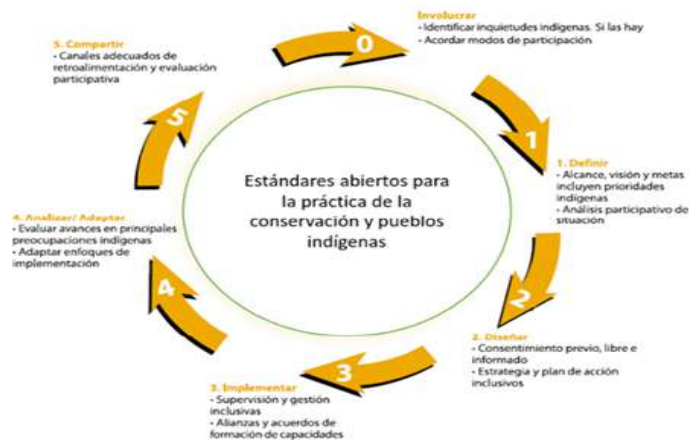 0
Involucrar
- Identificar inquietudes indígenas. Si las hay
- Acordar modos de participación
1
1. Definir
- Alcance, visión y metas
incluyen prioridades
indígenas
- Análisis participativo de
situación
2
2. Diseñar
- Consentimiento previo, libre e
informado
- Estrategia y plan de acción
inclusivos
3
3. Implementar
- Supervisión y gestión
inclusivas
- Alianzas y acuerdos de
formación de capacidades
4
4. Analizar/ Adaptar
- Evaluar avances en principales
preocupaciones indígenas
- Adaptar enfoques de
implementación
5
5. Compartir
- Canales adecuados de
retroalimentación y evaluación
participativa
Estándares abiertos para
la práctica de la
conservación y pueblos
indígenas